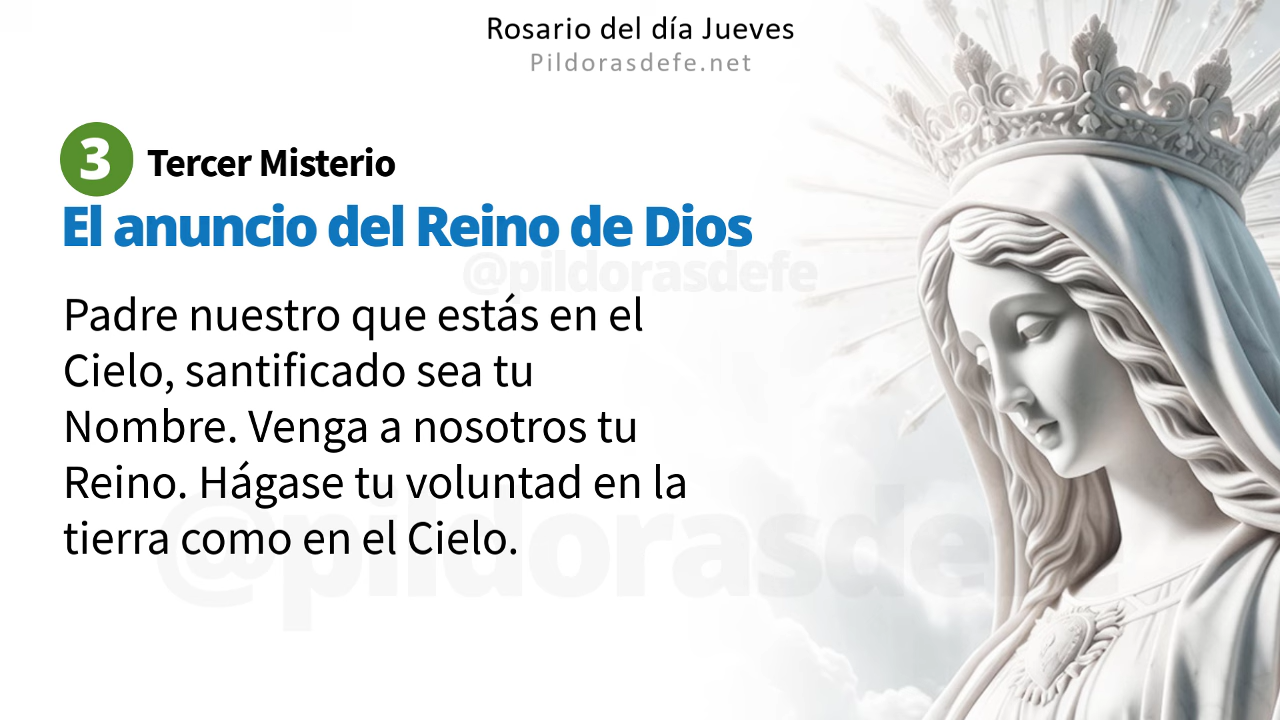 Rosario del día Jueves
Pildorasdefe.net
3 Tercer Misterio
El anuncio del Reino de Dios
@pildorasdefe
Padre nuestro que estás en el
Cielo, santificado sea tu
Nombre. Venga a nosotros tu
Reino. Hágase tu voluntad en la
tierra como en el Cielo.
@pildorasdefe